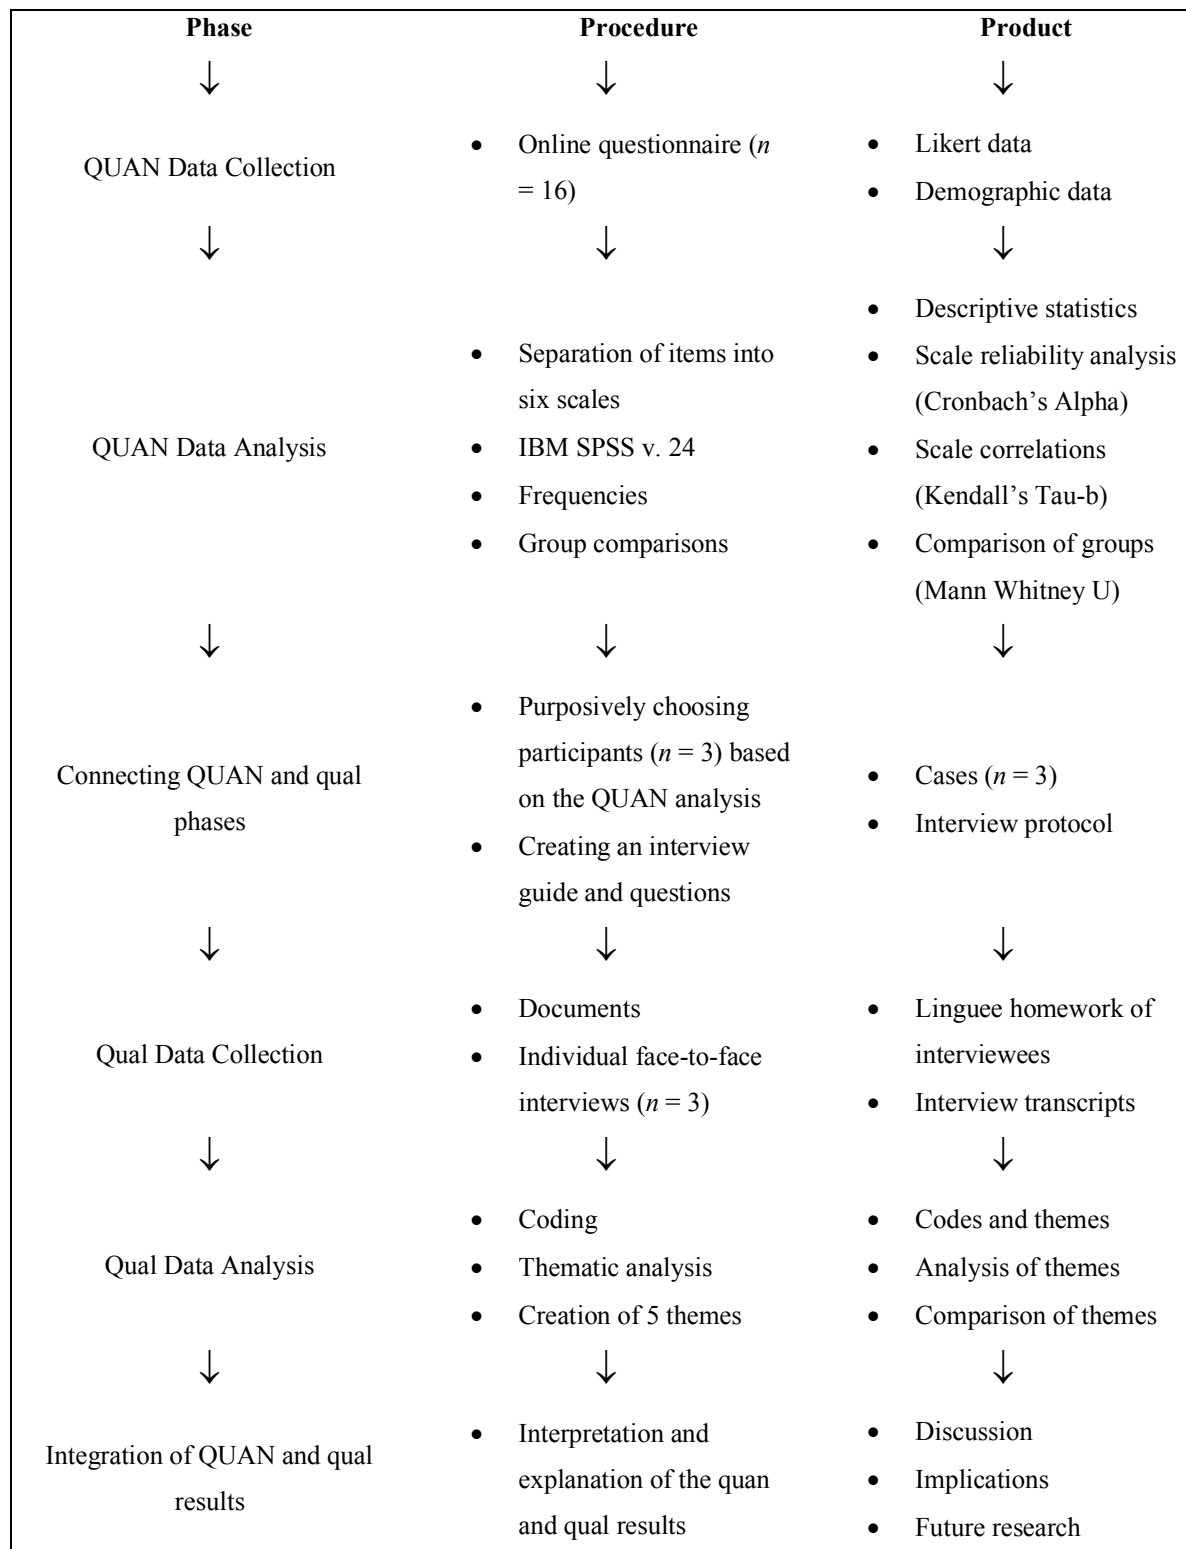 Phase Procedure Product
↓ ↓ ↓
QUAN Data Collection
• Online questionnaire (n
= 16)
• Likert data
• Demographic data
↓ ↓ ↓
QUAN Data Analysis
• Separation of items into
six scales
• IBM SPSS v. 24
• Frequencies
• Group comparisons
• Descriptive statistics
• Scale reliability analysis
(Cronbach’s Alpha)
• Scale correlations
(Kendall’s Tau-b)
• Comparison of groups
(Mann Whitney U)
↓ ↓ ↓
Connecting QUAN and qual
phases
• Purposively choosing
participants (n = 3) based
on the QUAN analysis
• Creating an interview
guide and questions
• Cases (n = 3)
• Interview protocol
↓ ↓ ↓
Qual Data Collection
• Documents
• Individual face-to-face
interviews (n = 3)
• Linguee homework of
interviewees
• Interview transcripts
↓ ↓ ↓
Qual Data Analysis
• Coding
• Thematic analysis
• Creation of 5 themes
• Codes and themes
• Analysis of themes
• Comparison of themes
↓ ↓ ↓
Integration of QUAN and qual
results
• Interpretation and
explanation of the quan
and qual results
• Discussion
• Implications
• Future research